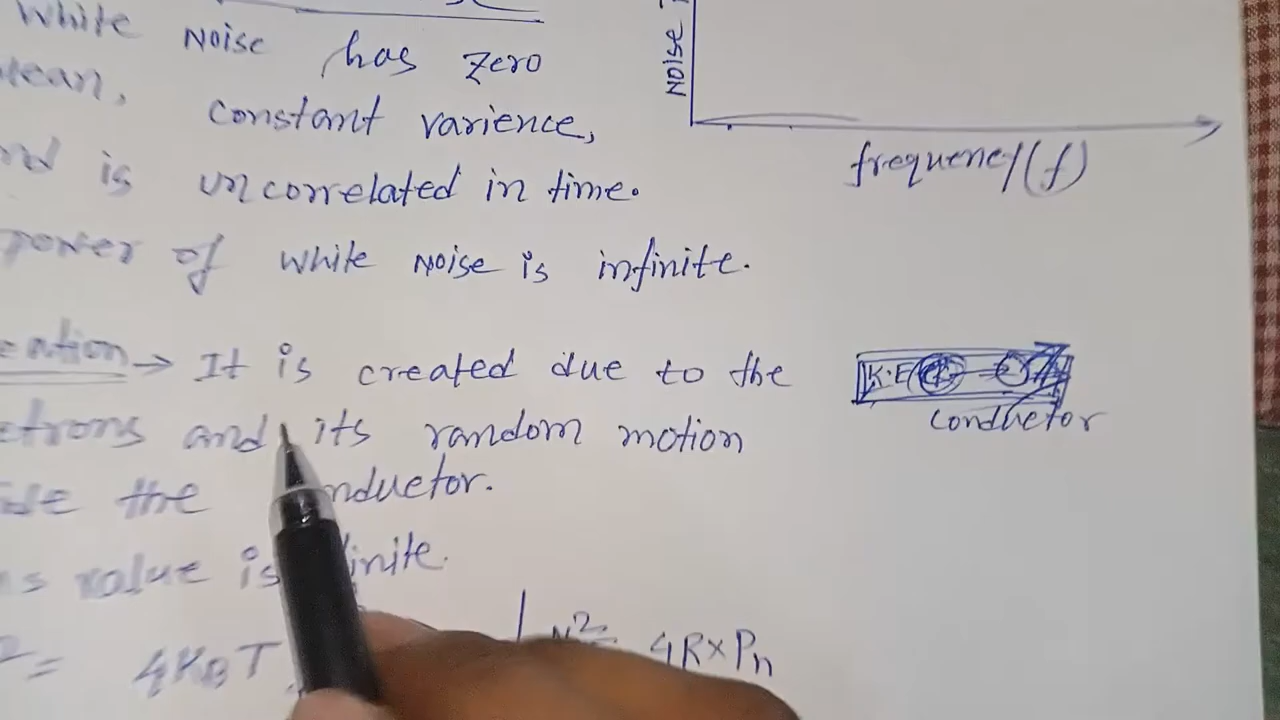 White Noise has zero
constant varience,
is uncorrelated in time.
power of white Noise is infinite.
→ It is created due to the
and its random motion
the
value is
= 4KBT
4R×Pn
Noise
frequency(f)
K.E
conductor